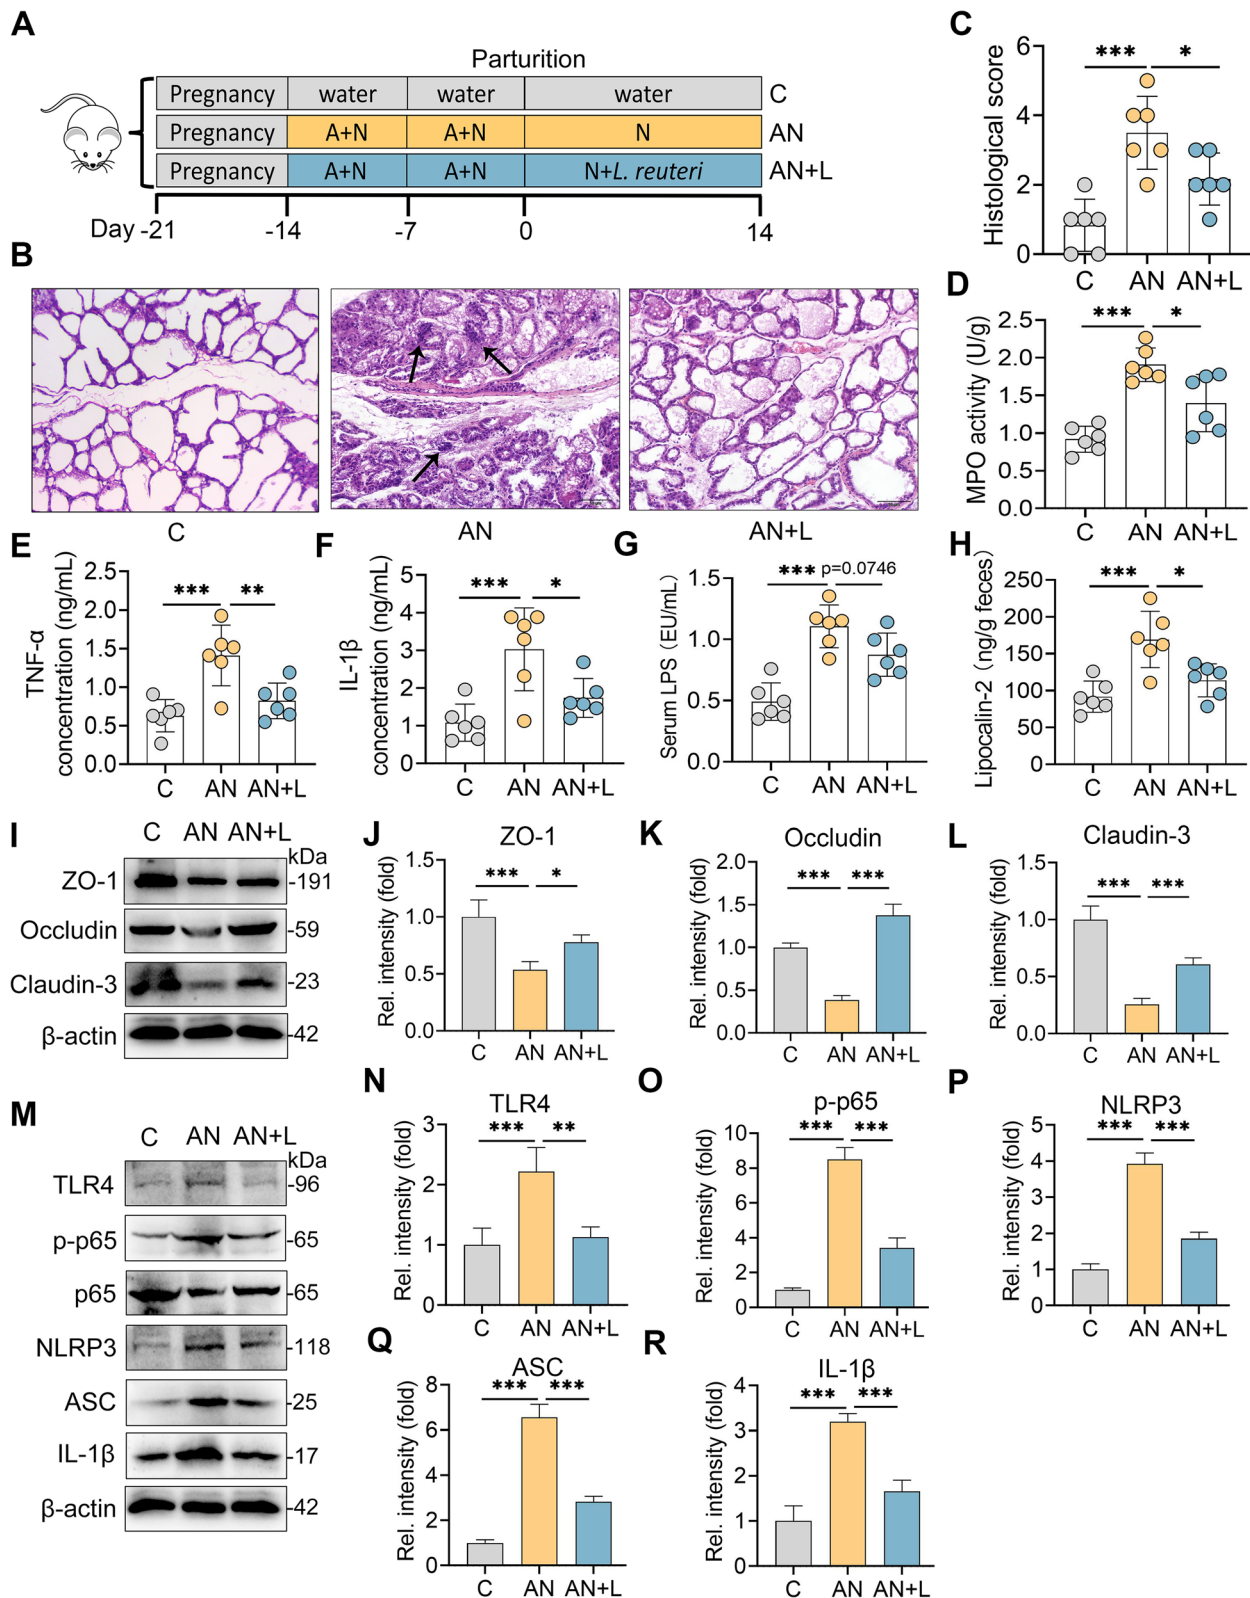 A
Parturition
Pregnancy water water water C
Pregnancy A+N A+N N AN
Pregnancy A+N A+N N+L. reuteri AN+L
Day -21 -14 -7 0 14
B
C AN AN+L
C
Histological score
6
4
2
0
*** *
C AN AN+L
D
MPO activity (U/g)
2.5
2.0
1.5
1.0
0.5
0.0
*** *
C AN AN+L
E
TNF-α
concentration (ng/mL)
2.5
2.0
1.5
1.0
0.5
0.0
*** **
C AN AN+L
F
IL-1β
concentration (ng/mL)
5
4
3
2
1
0
*** *
C AN AN+L
G
Serum LPS (EU/mL)
1.5
1.0
0.5
0.0
*** p=0.0746
C AN AN+L
H
Lipocalin-2 (ng/g feces)
250
200
150
100
50
0
*** *
C AN AN+L
I
C AN AN+L
kDa
ZO-1 -191
Occludin -59
Claudin-3 -23
β-actin -42
J
ZO-1
Rel. intensity (fold)
1.5
1.0
0.5
0.0
*** *
C AN AN+L
K
Occludin
Rel. intensity (fold)
2.0
1.5
1.0
0.5
0.0
*** ***
C AN AN+L
L
Claudin-3
Rel. intensity (fold)
1.5
1.0
0.5
0.0
*** ***
C AN AN+L
M
C AN AN+L
kDa
TLR4 -96
p-p65 -65
p65 -65
NLRP3 -118
ASC -25
IL-1β -17
β-actin -42
N
TLR4
Rel. intensity (fold)
3
2
1
0
*** **
C AN AN+L
O
p-p65
Rel. intensity (fold)
10
8
6
4
2
0
*** ***
C AN AN+L
P
NLRP3
Rel. intensity (fold)
5
4
3
2
1
0
*** ***
C AN AN+L
Q
ASC
Rel. intensity (fold)
8
6
4
2
0
*** ***
C AN AN+L
R
IL-1β
Rel. intensity (fold)
4
3
2
1
0
*** ***
C AN AN+L